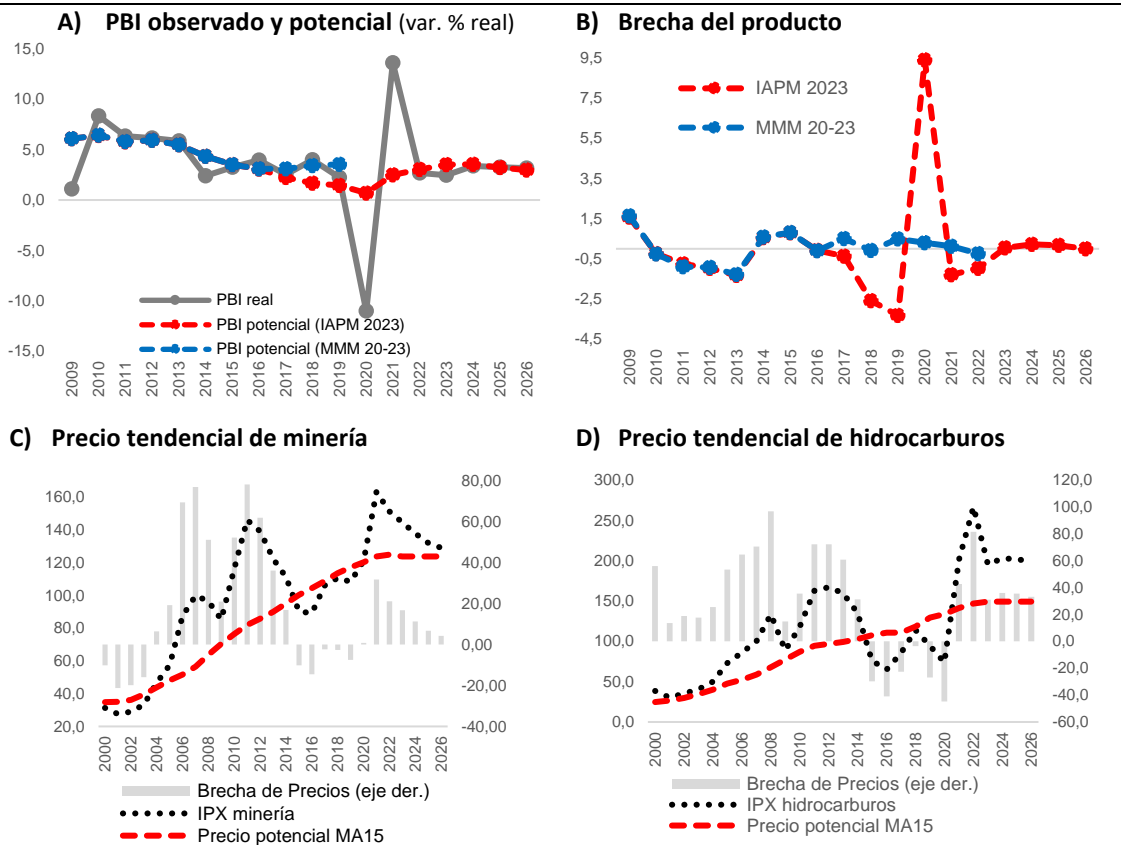 A) PBI observado y potencial (var. % real)
15,0
10,0
5,0
0,0
-5,0
-10,0
-15,0
PBI real
PBI potencial (IAPM 2023)
PBI potencial (MMM 20-23)
2009 2010 2011 2012 2013 2014 2015 2016 2017 2018 2019 2020 2021 2022 2023 2024 2025 2026
B) Brecha del producto
9,5
7,5
5,5
3,5
1,5
-0,5
-2,5
-4,5
IAPM 2023
MMM 20-23
2009 2010 2011 2012 2013 2014 2015 2016 2017 2018 2019 2020 2021 2022 2023 2024 2025 2026
C) Precio tendencial de minería
160,0
140,0
120,0
100,0
80,0
60,0
40,0
20,0
80,00
60,00
40,00
20,00
0,00
-20,00
-40,00
2000 2002 2004 2006 2008 2010 2012 2014 2016 2018 2020 2022 2024 2026
Brecha de Precios (eje der.)
IPX minería
Precio potencial MA15
D) Precio tendencial de hidrocarburos
300,0
250,0
200,0
150,0
100,0
50,0
0,0
120,0
100,0
80,0
60,0
40,0
20,0
0,0
-20,0
-40,0
-60,0
2000 2002 2004 2006 2008 2010 2012 2014 2016 2018 2020 2022 2024 2026
Brecha de Precios (eje der.)
IPX hidrocarburos
Precio potencial MA15